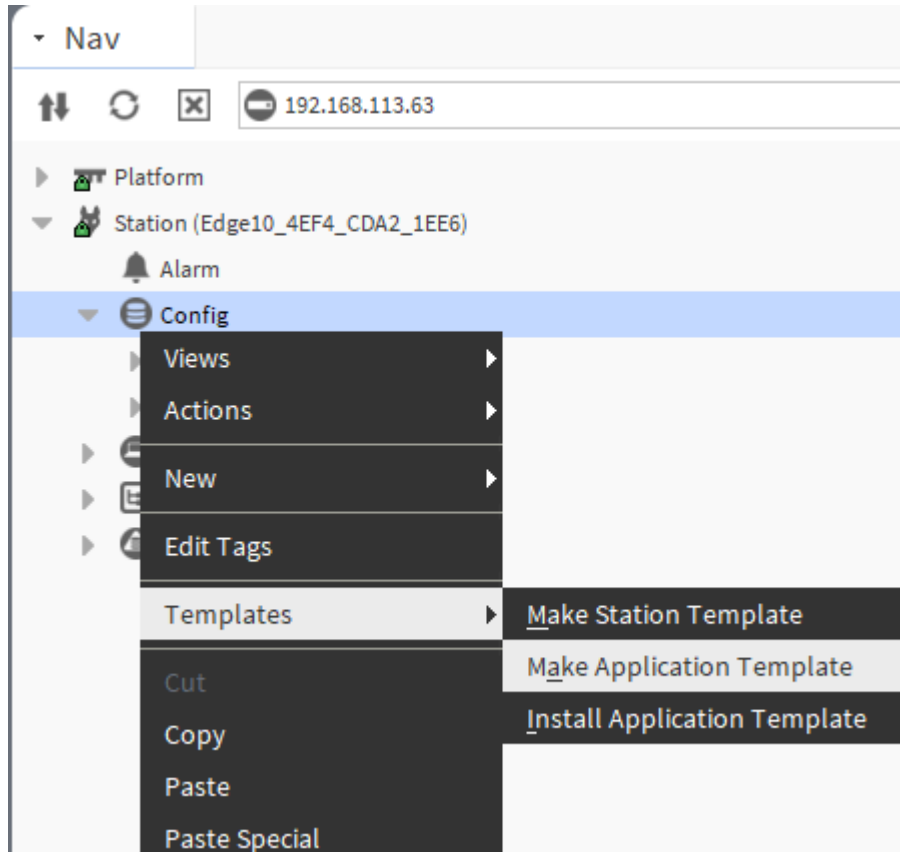 Nav
192.168.113.63
Platform
Station (Edge10_4EF4_CDA2_1EE6)
Alarm
Config
Views
Actions
New
Edit Tags
Templates
Make Station Template
Make Application Template
Install Application Template
Cut
Copy
Paste
Paste Special